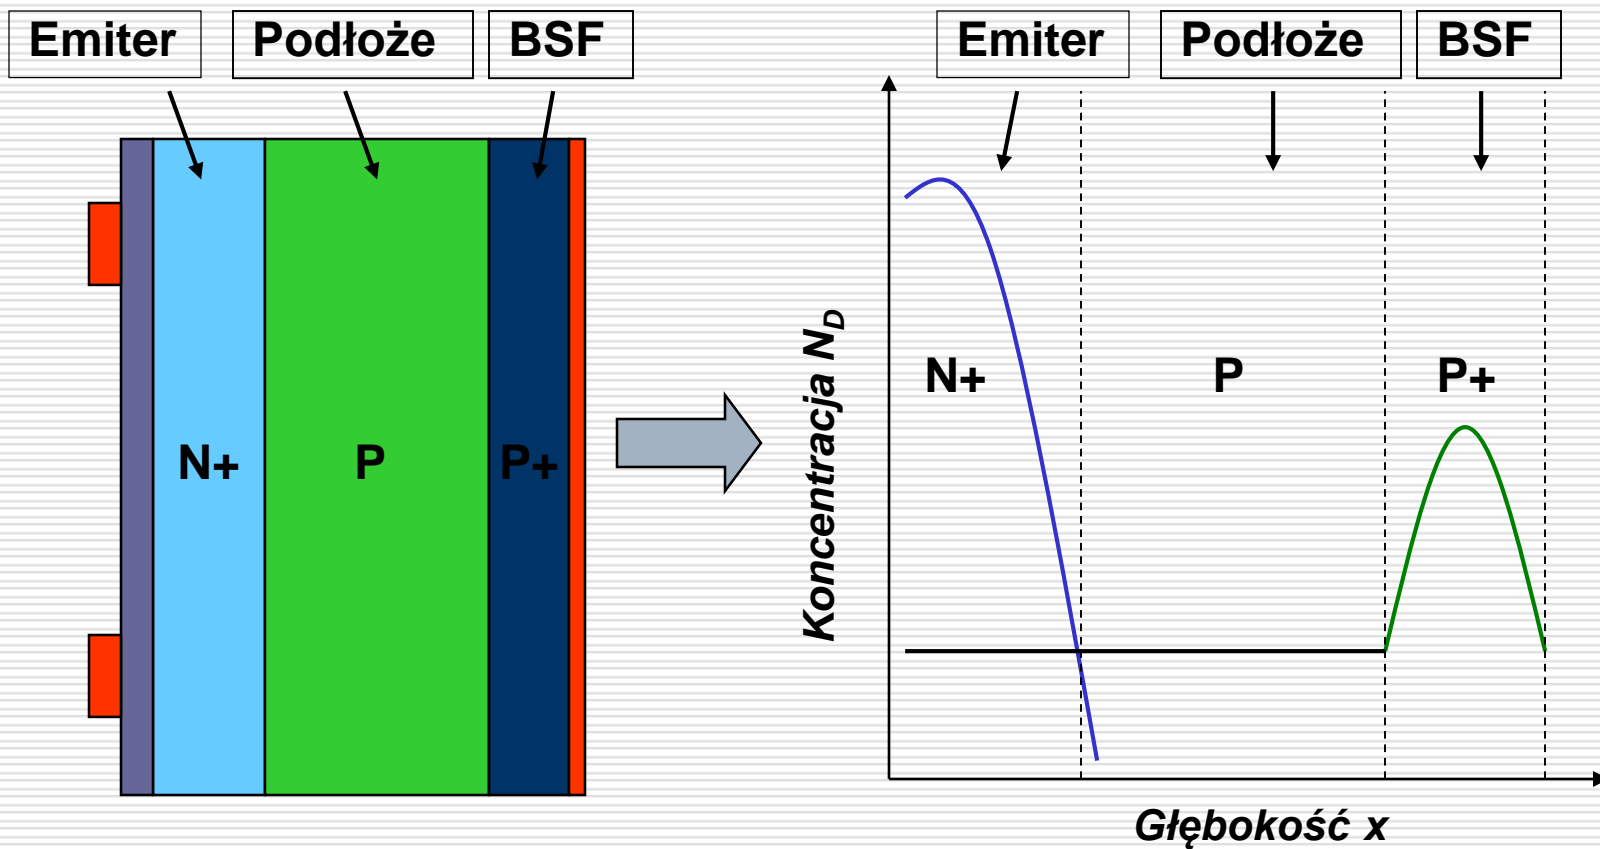 Emiter
Podłoże
BSF
N+
P
P+
Emiter
Podłoże
BSF
Koncentracja N_D
N+
P
P+
Głębokość x